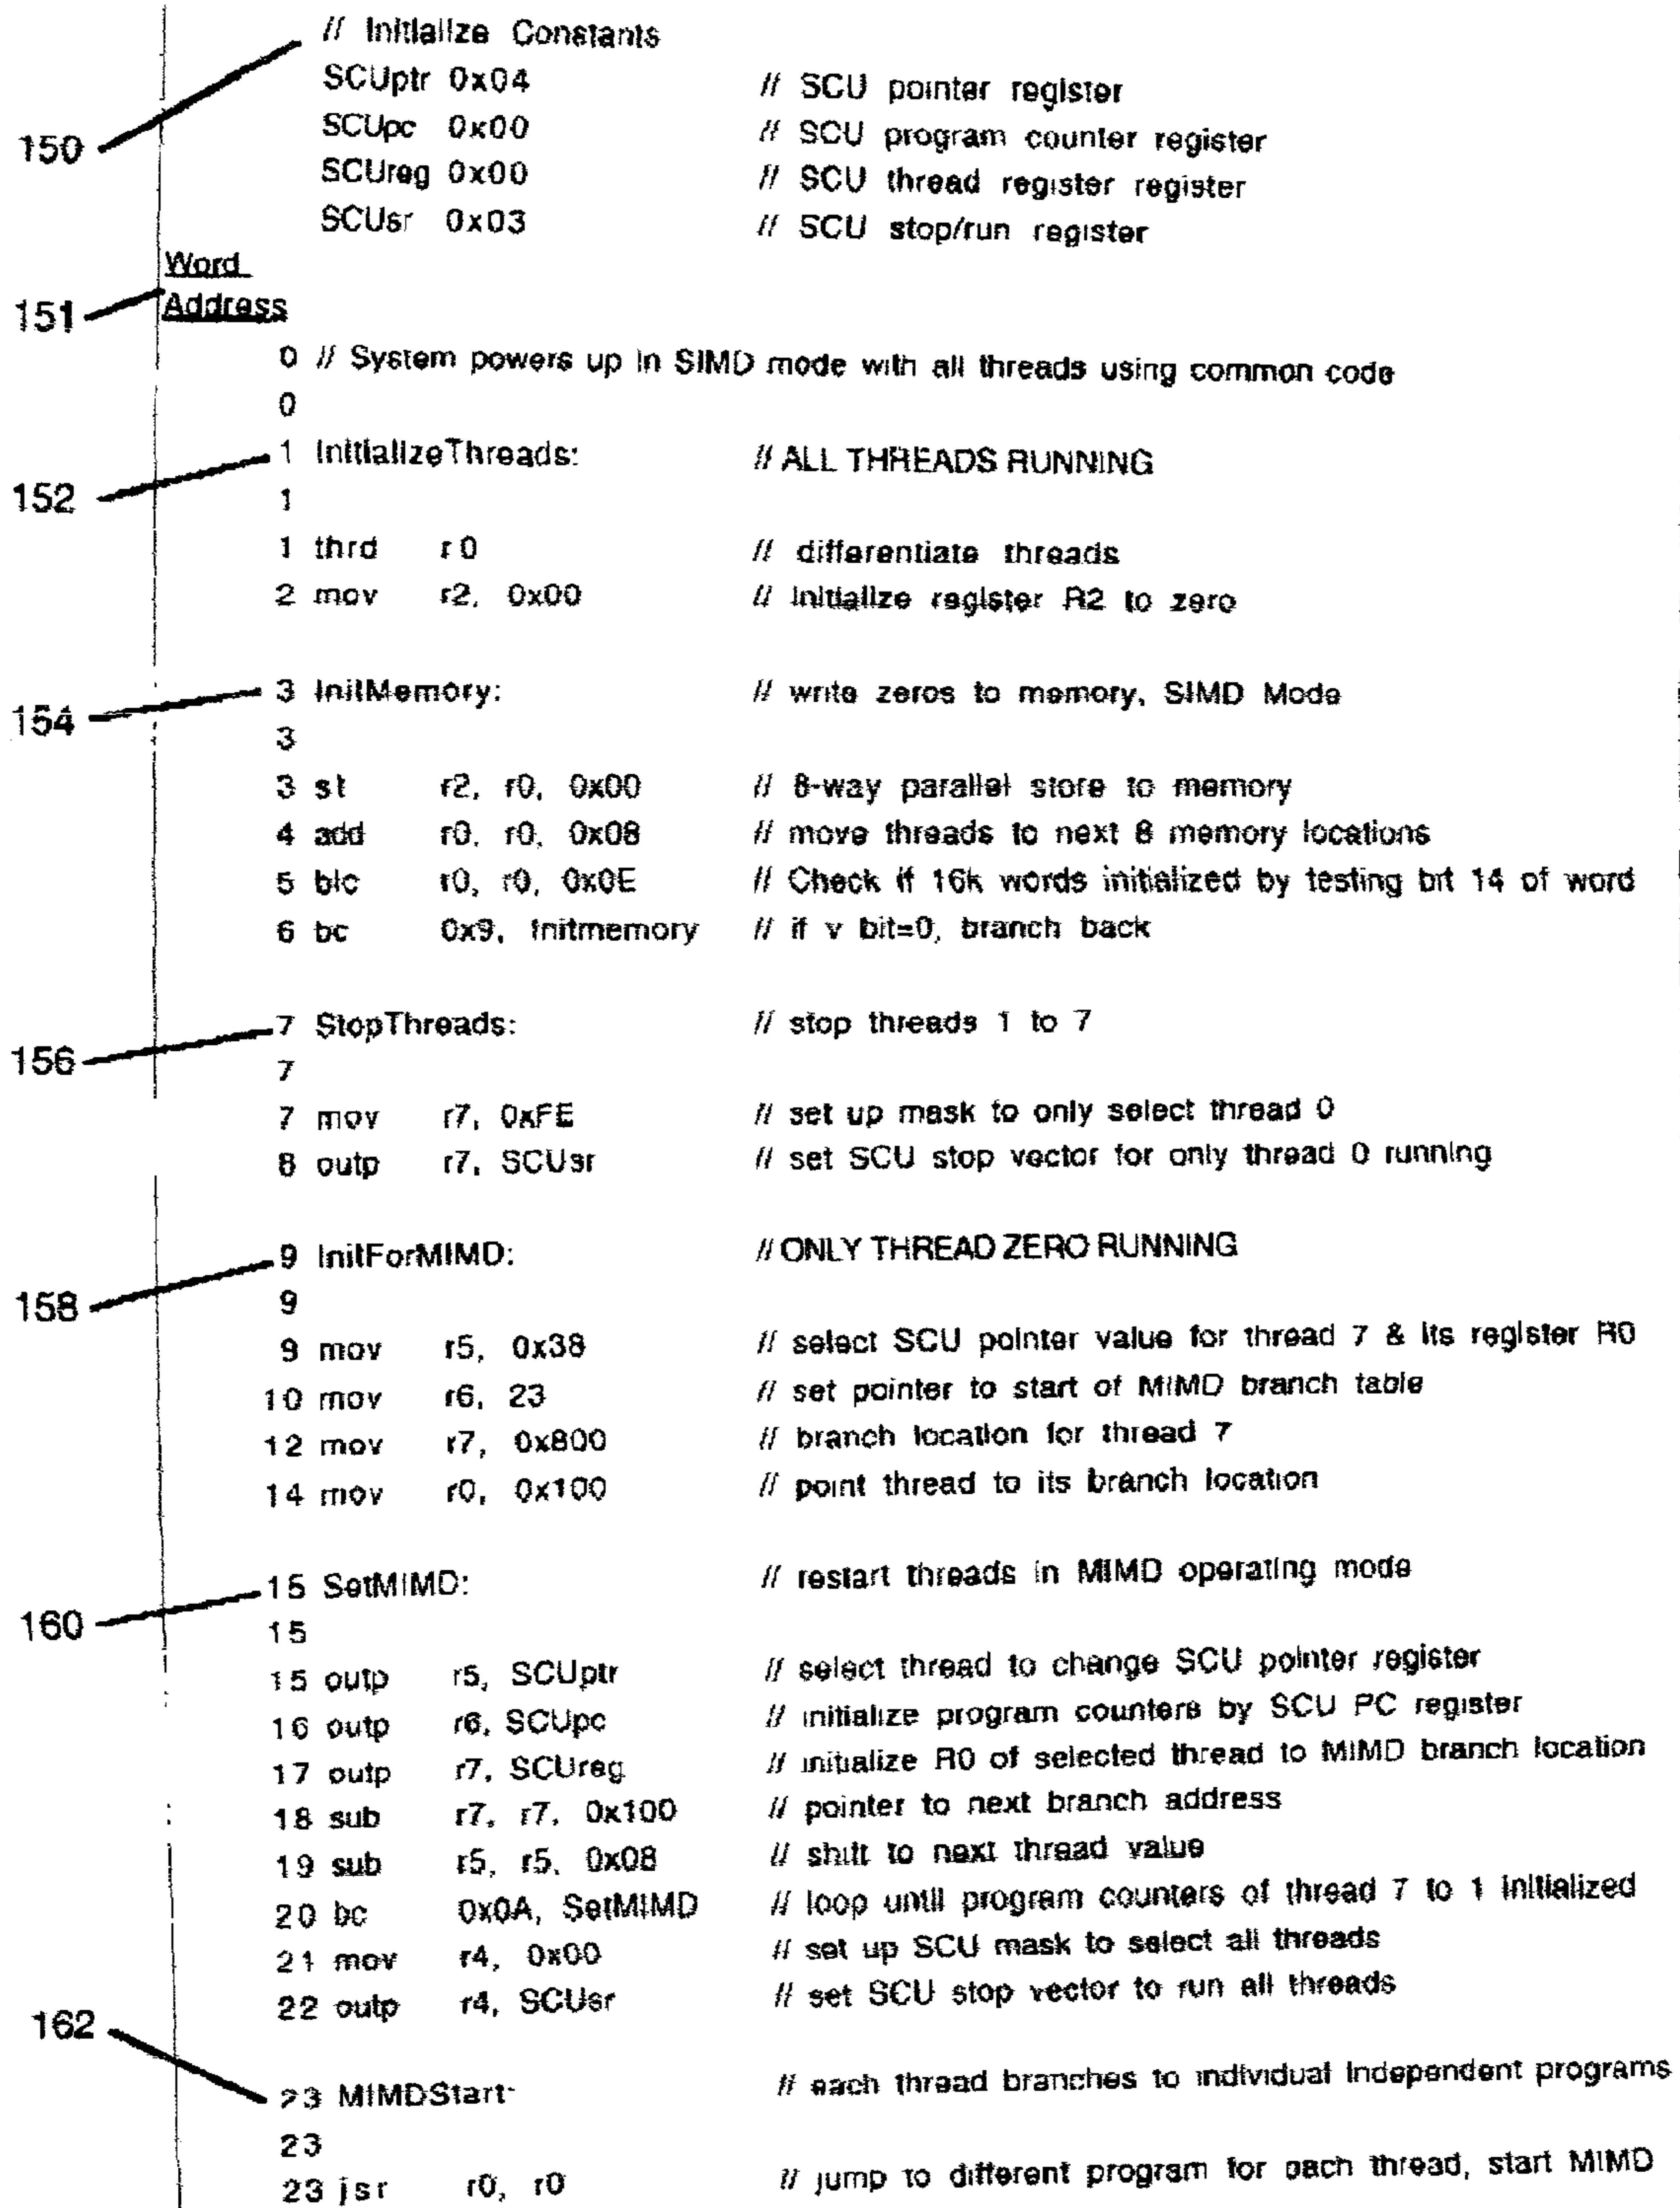 // Initialize Constants
SCUptr 0x04 // SCU pointer register
150 SCUpc 0x00 // SCU program counter register
SCUreg 0x00 // SCU thread register register
SCUsr 0x03 // SCU stop/run register
Word
151 Address
0 // System powers up in SIMD mode with all threads using common code
0
152 1 InitializeThreads: // ALL THREADS RUNNING
1
1 thrd r0 // differentiate threads
2 mov r2, 0x00 // initialize register R2 to zero
154 3 InitMemory: // write zeros to memory, SIMD Mode
3
3 st r2, r0, 0x00 // 8-way parallel store to memory
4 add r0, r0, 0x08 // move threads to next 8 memory locations
5 bic r0, r0, 0x0E // Check if 16k words initialized by testing bit 14 of word
6 bc 0x9, Initmemory // if v bit=0, branch back
156 7 StopThreads: // stop threads 1 to 7
7
7 mov r7, 0xFE // set up mask to only select thread 0
8 outp r7, SCUsr // set SCU stop vector for only thread 0 running
158 9 InitForMIMD: // ONLY THREAD ZERO RUNNING
9
9 mov r5, 0x38 // select SCU pointer value for thread 7 & its register R0
10 mov r6, 23 // set pointer to start of MIMD branch table
12 mov r7, 0x800 // branch location for thread 7
14 mov r0, 0x100 // point thread to its branch location
160 15 SetMIMD: // restart threads in MIMD operating mode
15
15 outp r5, SCUptr // select thread to change SCU pointer register
16 outp r6, SCUpc // initialize program counters by SCU PC register
17 outp r7, SCUreg // initialize R0 of selected thread to MIMD branch location
18 sub r7, r7, 0x100 // pointer to next branch address
19 sub r5, r5, 0x08 // shift to next thread value
20 bc 0x0A, SetMIMD // loop until program counters of thread 7 to 1 initialized
21 mov r4, 0x00 // set up SCU mask to select all threads
22 outp r4, SCUsr // set SCU stop vector to run all threads
162 23 MIMDStart: // each thread branches to individual independent programs
23
23 jsr r0, r0 // jump to different program for each thread, start MIMD